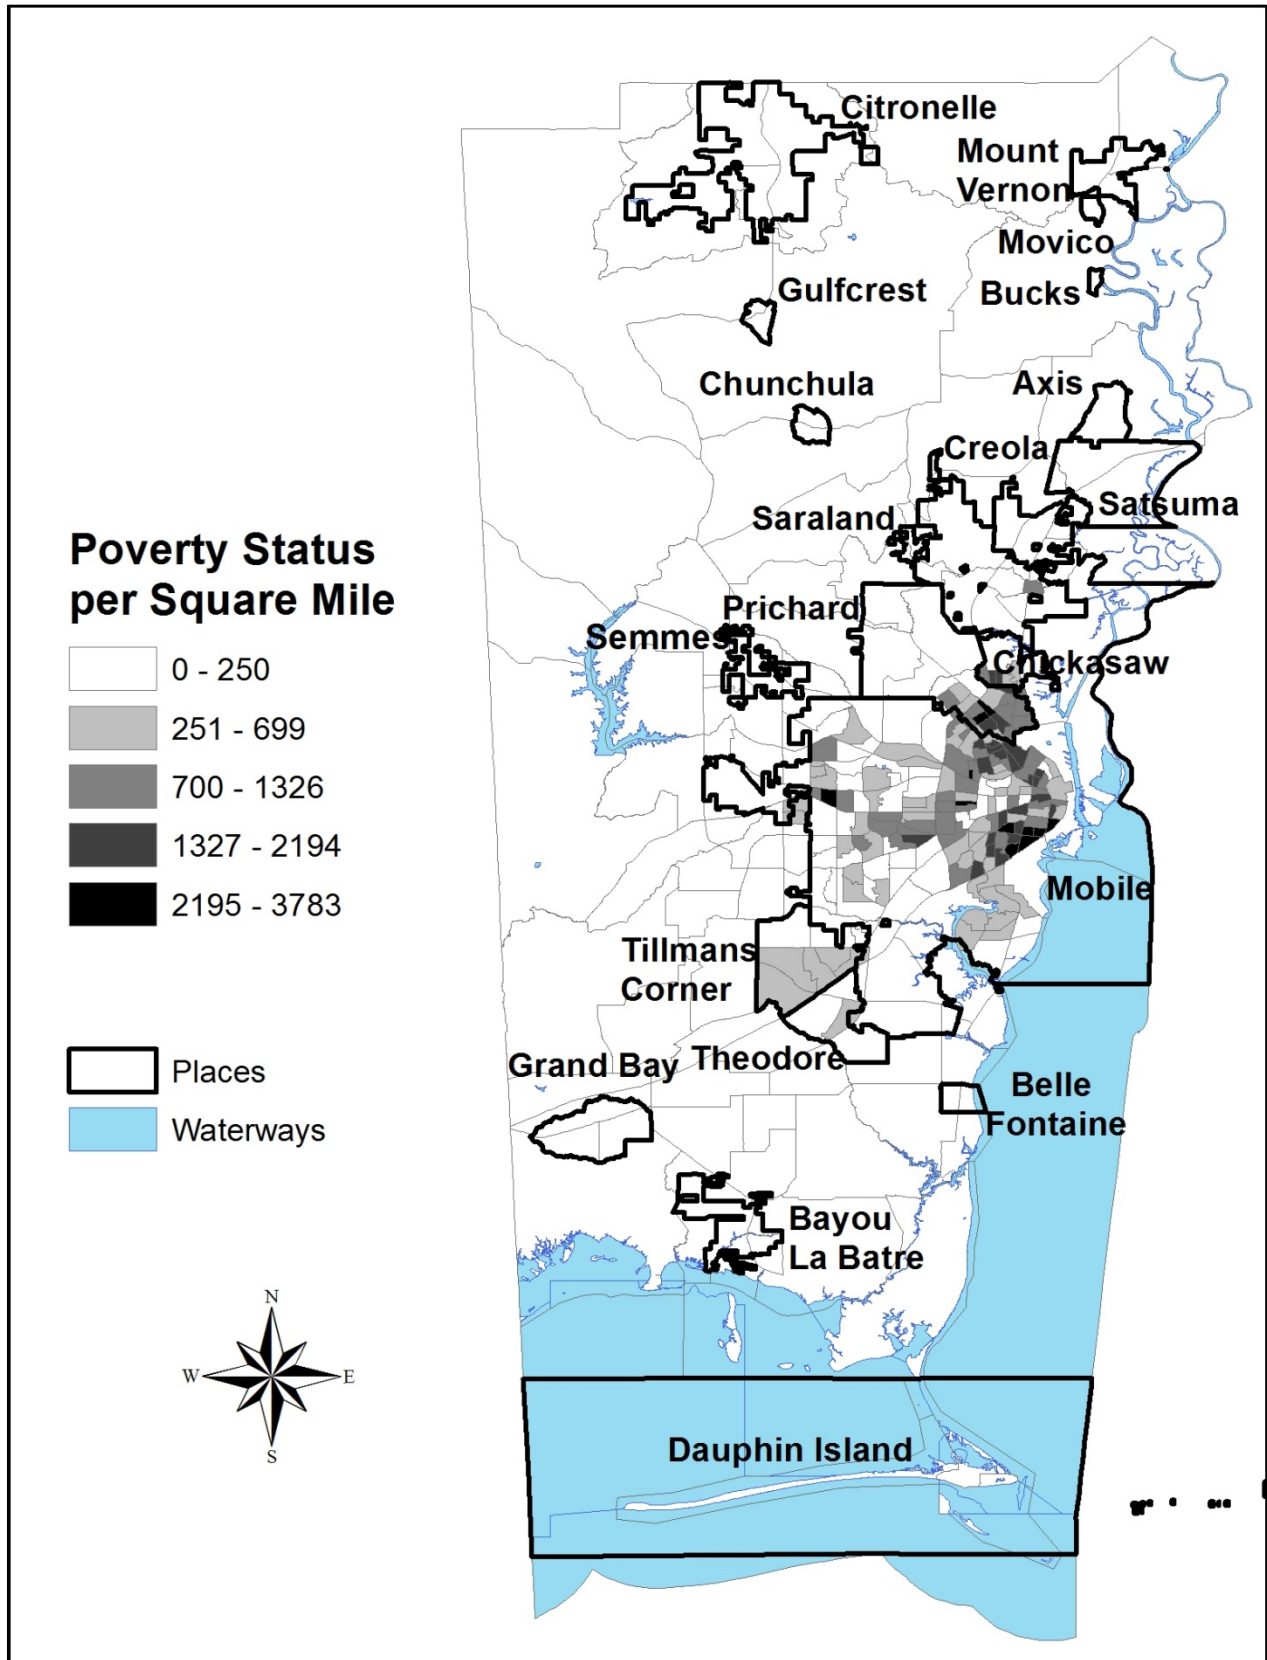 Citronelle
Mount
Vernon
Movico
Bucks
Gulfcrest
Chunchula
Axis
Creola
Satsuma
Saraland
Poverty Status
per Square Mile
0 - 250
251 - 699
700 - 1326
1327 - 2194
2195 - 3783
Places
Waterways
Prichard
Semmes
Chickasaw
Mobile
Tillmans
Corner
Grand Bay
Theodore
Belle
Fontaine
Bayou
La Batre
N
W
E
S
Dauphin Island